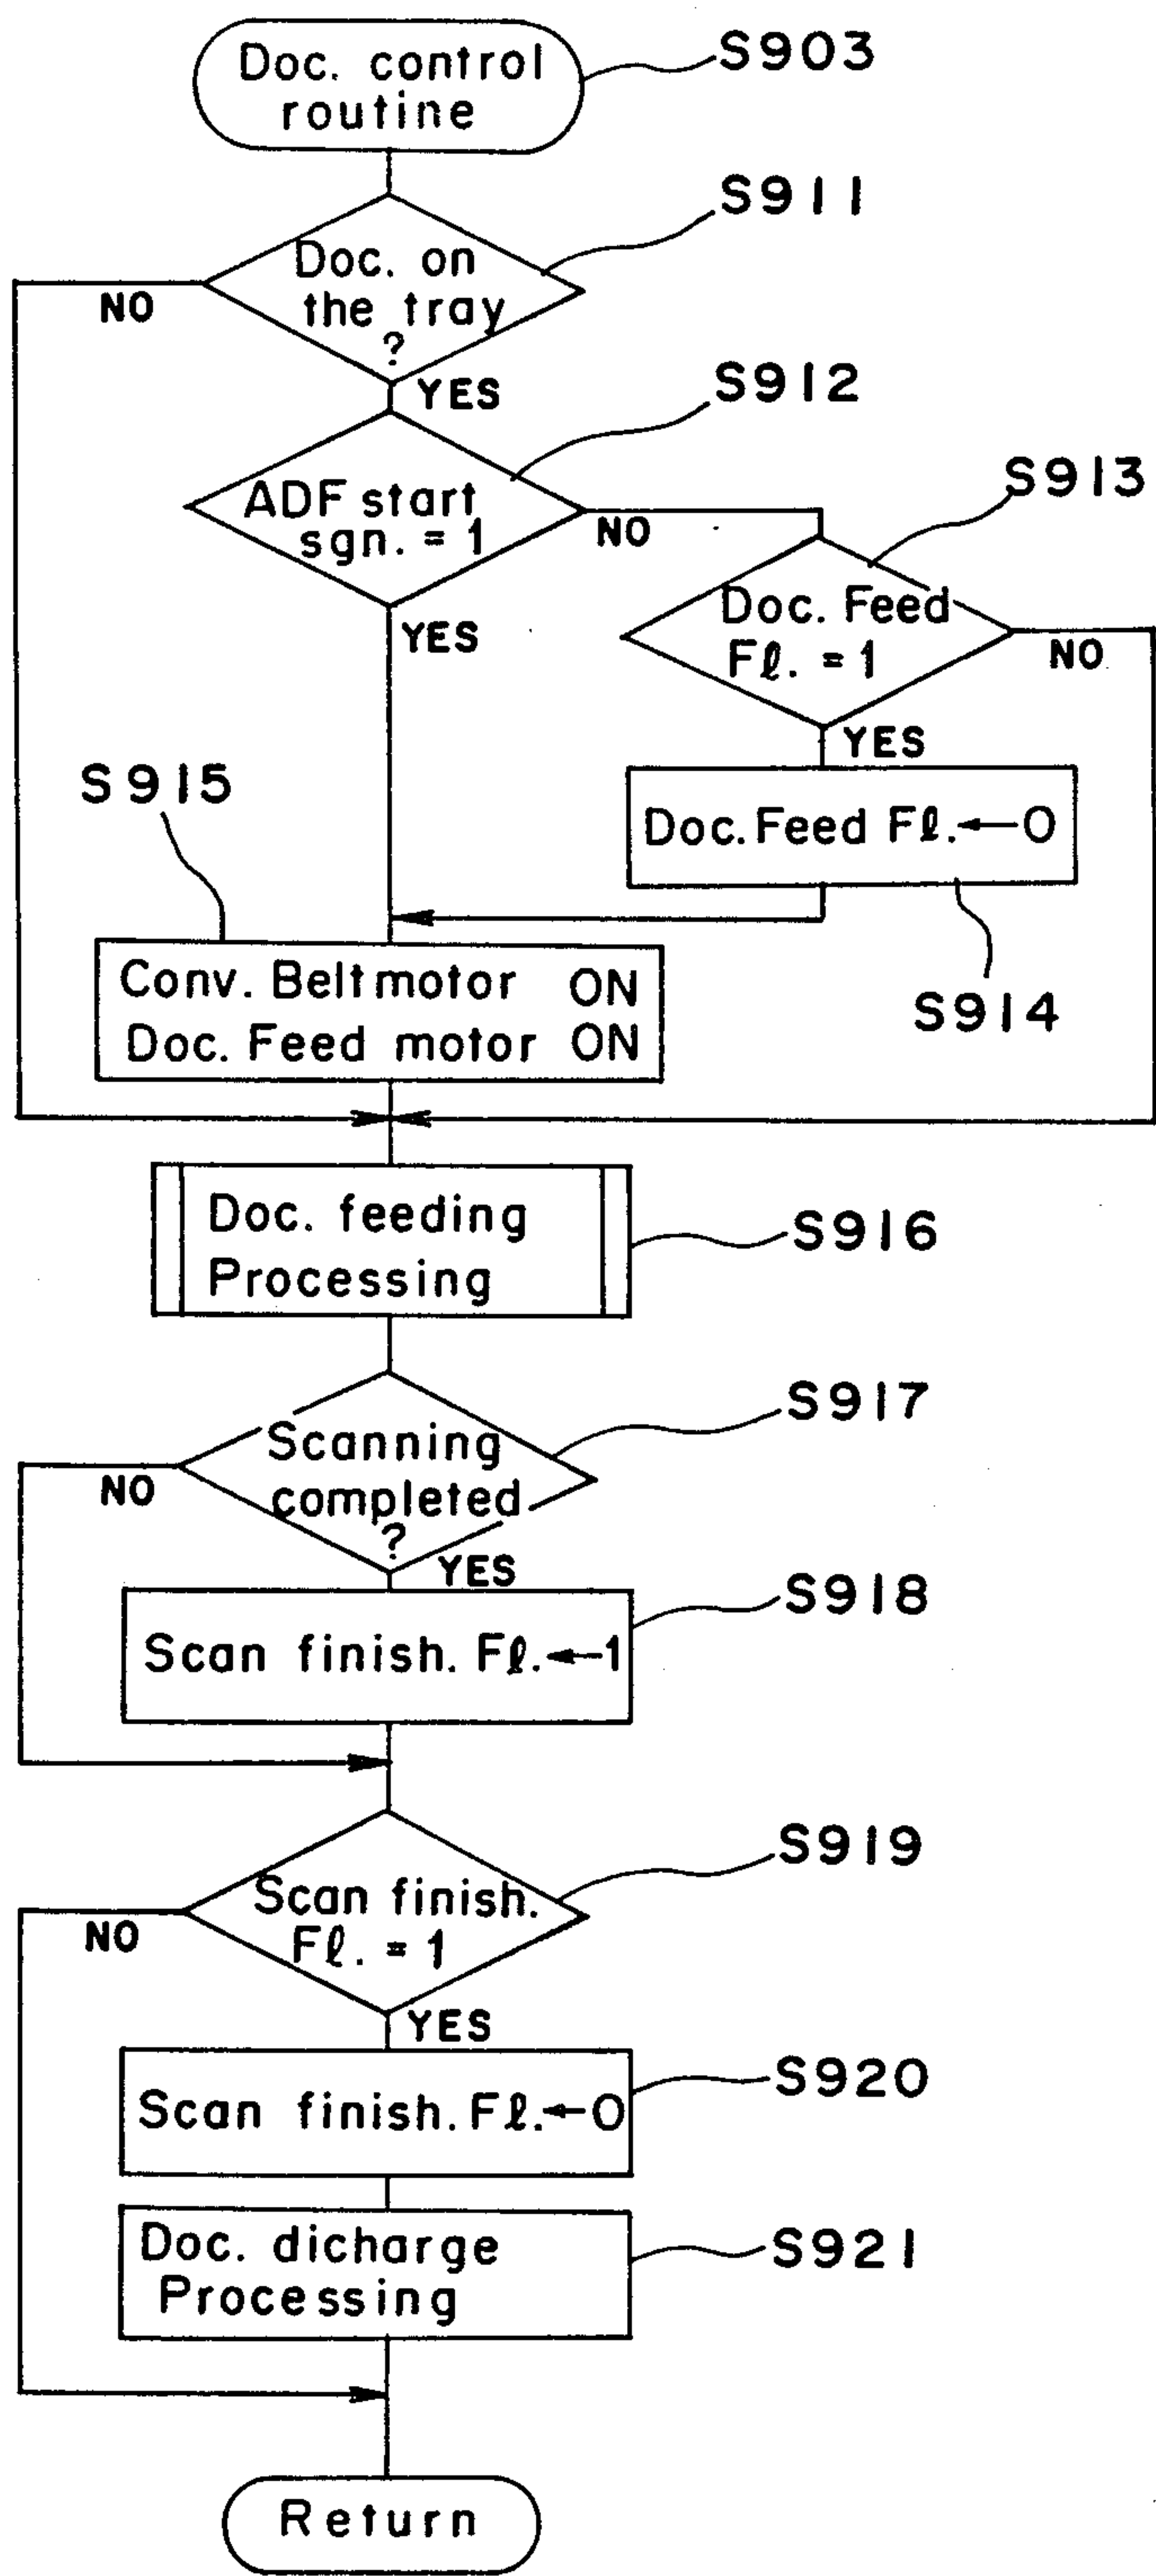 Doc. control
routine
S903
S911
Doc. on
the tray
?
NO
YES
S912
ADF start
sgn. = 1
NO
YES
S913
Doc. Feed
Fℓ. = 1
NO
YES
S915
Doc. Feed Fℓ.←0
S914
Conv. Belt motor ON
Doc. Feed motor ON
Doc. feeding
Processing
S916
S917
Scanning
completed
?
NO
YES
S918
Scan finish. Fℓ.←1
S919
Scan finish.
Fℓ. = 1
NO
YES
S920
Scan finish. Fℓ.←0
S921
Doc. dicharge
Processing
Return